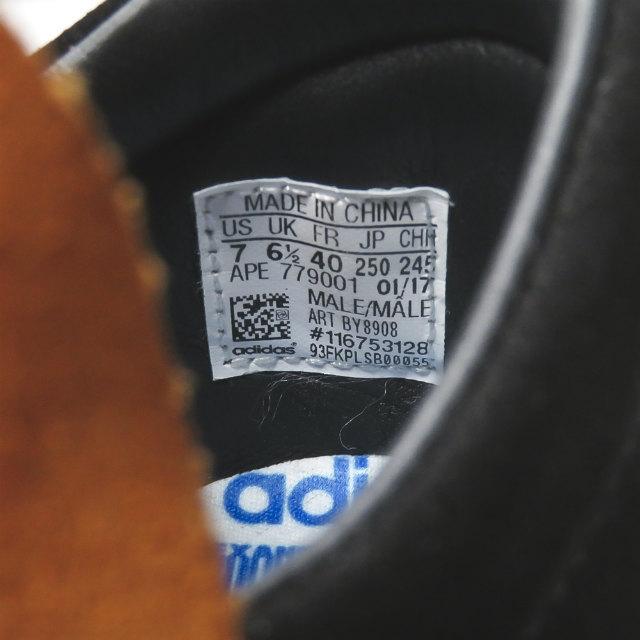 MADE IN CHINA
US UK FR JP CHN
7 6½ 40 250 245
APE 779001 01/17
MALE/MÂLE
ART BY8908
#116753128
adidas
93FKPLSB00055
adi